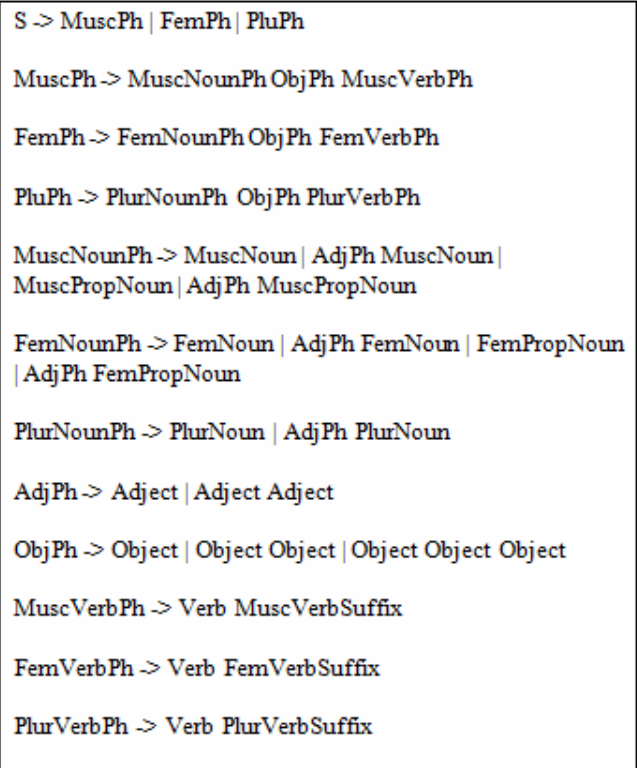 S -> MuscPh | FemPh | PluPh
MuscPh -> MuscNounPh ObjPh MuscVerbPh
FemPh -> FemNounPh ObjPh FemVerbPh
PluPh -> PlurNounPh ObjPh PlurVerbPh
MuscNounPh -> MuscNoun | AdjPh MuscNoun |
MuscPropNoun | AdjPh MuscPropNoun
FemNounPh -> FemNoun | AdjPh FemNoun | FemPropNoun
| AdjPh FemPropNoun
PlurNounPh -> PlurNoun | AdjPh PlurNoun
AdjPh -> Adject | Adject Adject
ObjPh -> Object | Object Object | Object Object Object
MuscVerbPh -> Verb MuscVerbSuffix
FemVerbPh -> Verb FemVerbSuffix
PlurVerbPh -> Verb PlurVerbSuffix